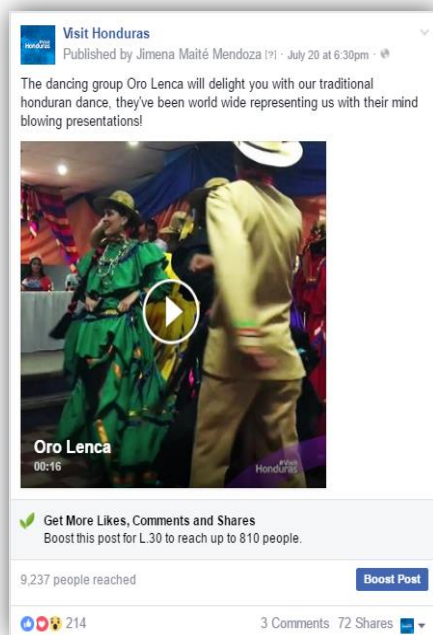 Visit Honduras
Published by Jimena Maité Mendoza [?] · July 20 at 6:30pm ·
The dancing group Oro Lenca will delight you with our traditional
honduran dance, they've been world wide representing us with their mind
blowing presentations!
Oro Lenca
00:16
#Visit
Honduras
Get More Likes, Comments and Shares
Boost this post for L.30 to reach up to 810 people.
9,237 people reached
Boost Post
214
3 Comments 72 Shares